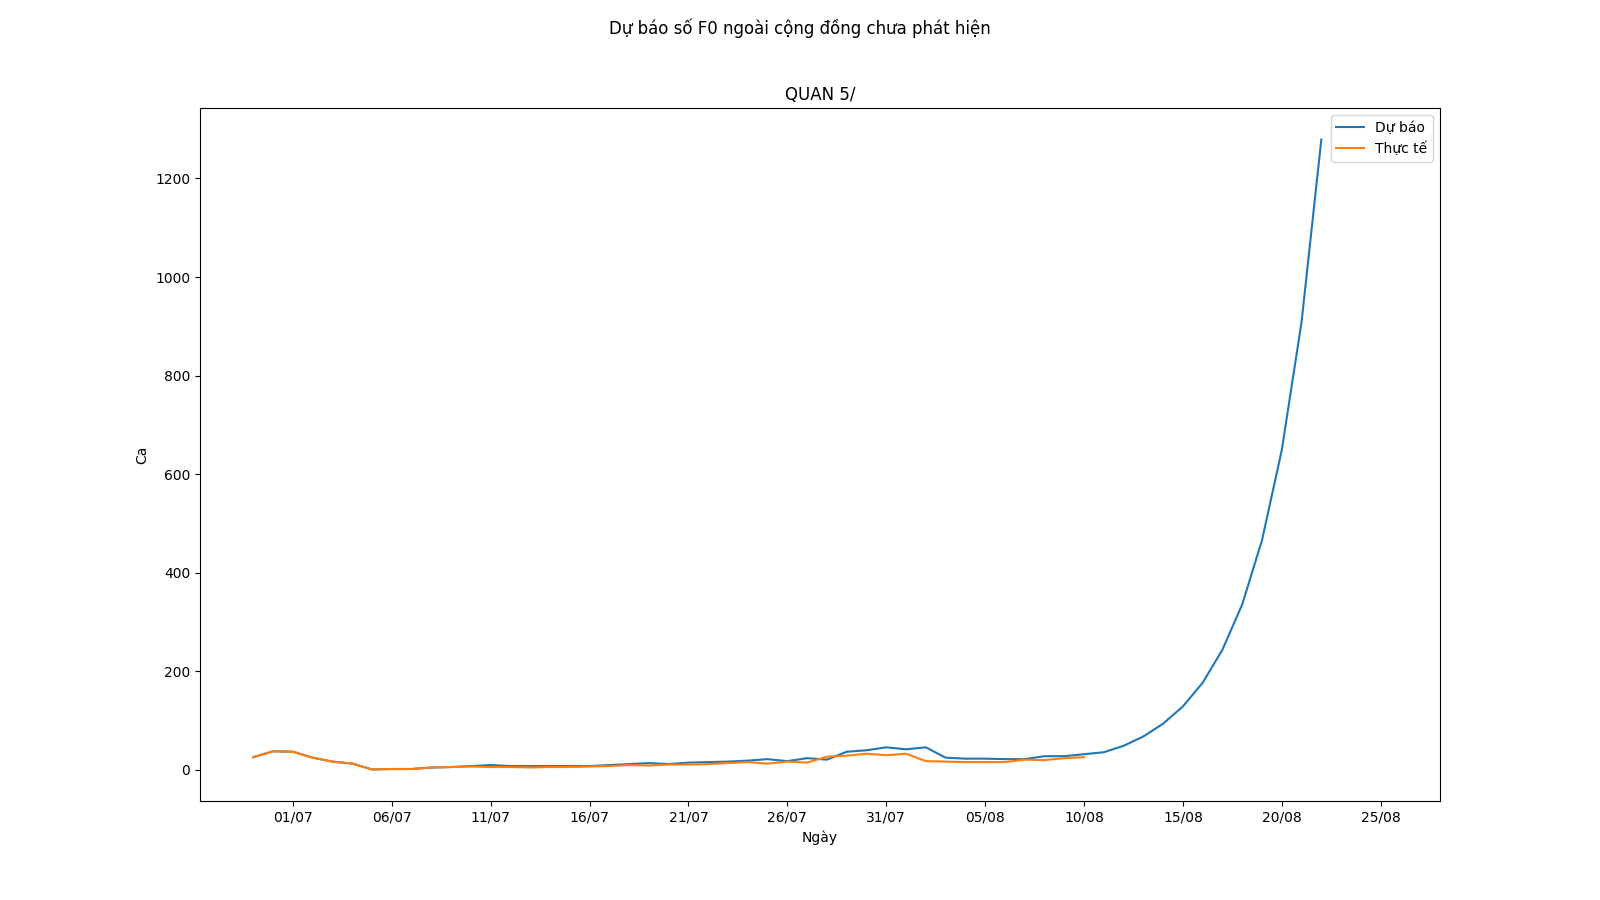 Dự báo số F0 ngoài cộng đồng chưa phát hiện
QUAN 5/
Dự báo
Thực tế
1200
1000
800
600
400
200
0
Ca
01/07 06/07 11/07 16/07 21/07 26/07 31/07 05/08 10/08 15/08 20/08 25/08
Ngày